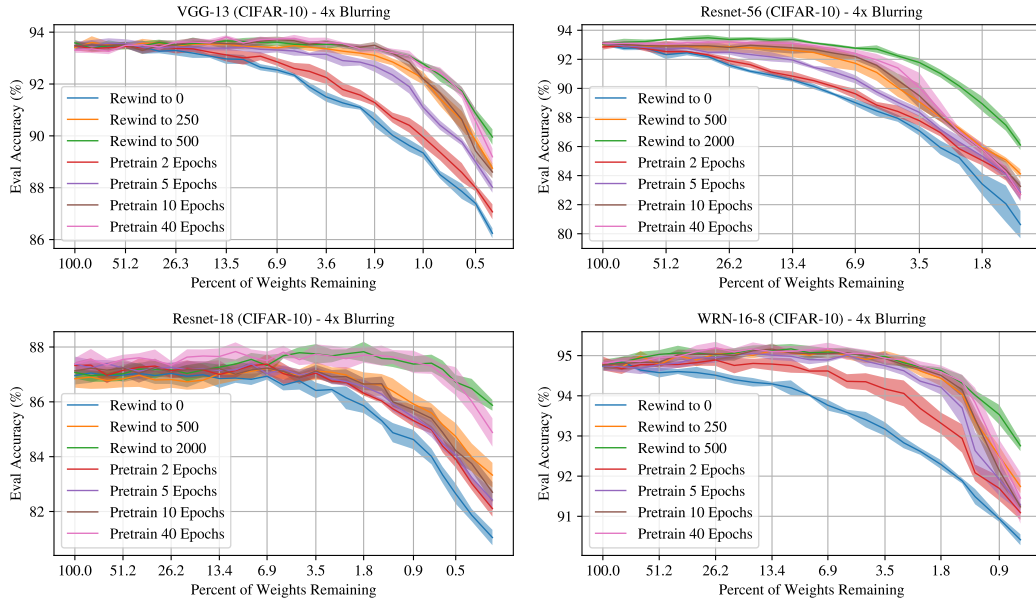 VGG-13 (CIFAR-10) - 4x Blurring
94
92
90
88
86
Eval Accuracy (%)
Rewind to 0
Rewind to 250
Rewind to 500
Pretrain 2 Epochs
Pretrain 5 Epochs
Pretrain 10 Epochs
Pretrain 40 Epochs
100.0 51.2 26.3 13.5 6.9 3.6 1.9 1.0 0.5
Percent of Weights Remaining
Resnet-56 (CIFAR-10) - 4x Blurring
94
92
90
88
86
84
82
80
Eval Accuracy (%)
Rewind to 0
Rewind to 500
Rewind to 2000
Pretrain 2 Epochs
Pretrain 5 Epochs
Pretrain 10 Epochs
Pretrain 40 Epochs
100.0 51.2 26.2 13.4 6.9 3.5 1.8
Percent of Weights Remaining
Resnet-18 (CIFAR-10) - 4x Blurring
88
86
84
82
Eval Accuracy (%)
Rewind to 0
Rewind to 500
Rewind to 2000
Pretrain 2 Epochs
Pretrain 5 Epochs
Pretrain 10 Epochs
Pretrain 40 Epochs
100.0 51.2 26.2 13.5 6.9 3.5 1.8 0.9 0.5
Percent of Weights Remaining
WRN-16-8 (CIFAR-10) - 4x Blurring
95
94
93
92
91
Eval Accuracy (%)
Rewind to 0
Rewind to 250
Rewind to 500
Pretrain 2 Epochs
Pretrain 5 Epochs
Pretrain 10 Epochs
Pretrain 40 Epochs
100.0 51.2 26.2 13.4 6.9 3.5 1.8 0.9
Percent of Weights Remaining